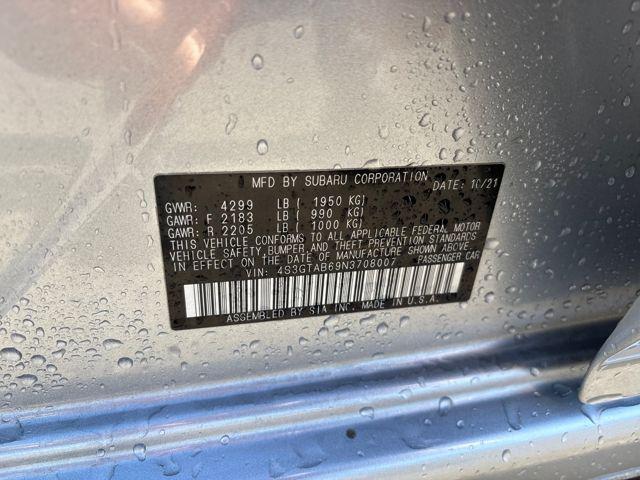 MFD BY SUBARU CORPORATION DATE: 10/21
GVWR: 4299 LB ( 1950 KG)
GAWR: F 2183 LB ( 990 KG)
GAWR: R 2205 LB ( 1000 KG)
THIS VEHICLE CONFORMS TO ALL APPLICABLE FEDERAL MOTOR
VEHICLE SAFETY, BUMPER, AND THEFT PREVENTION STANDARDS
IN EFFECT ON THE DATE OF MANUFACTURE SHOWN ABOVE.
VIN: 4S3GTAB69N3708007 PASSENGER CAR
ASSEMBLED BY SIA INC. MADE IN U.S.A.